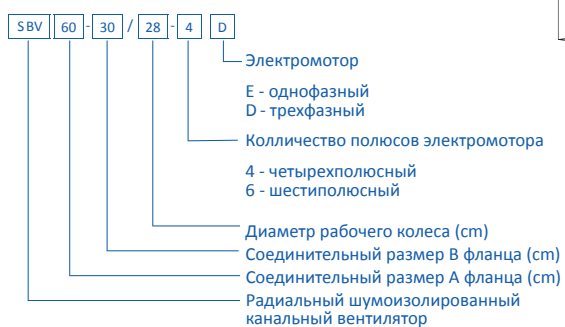 SBV 60 - 30 / 28 - 4 D
Электромотор
E - однофазный
D - трехфазный
Колличество полюсов электромотора
4 - четырехполюсный
6 - шестиполюсный
Диаметр рабочего колеса (cm)
Соединительный размер B фланца (cm)
Соединительный размер A фланца (cm)
Радиальный шумоизолированный
канальный вентилятор